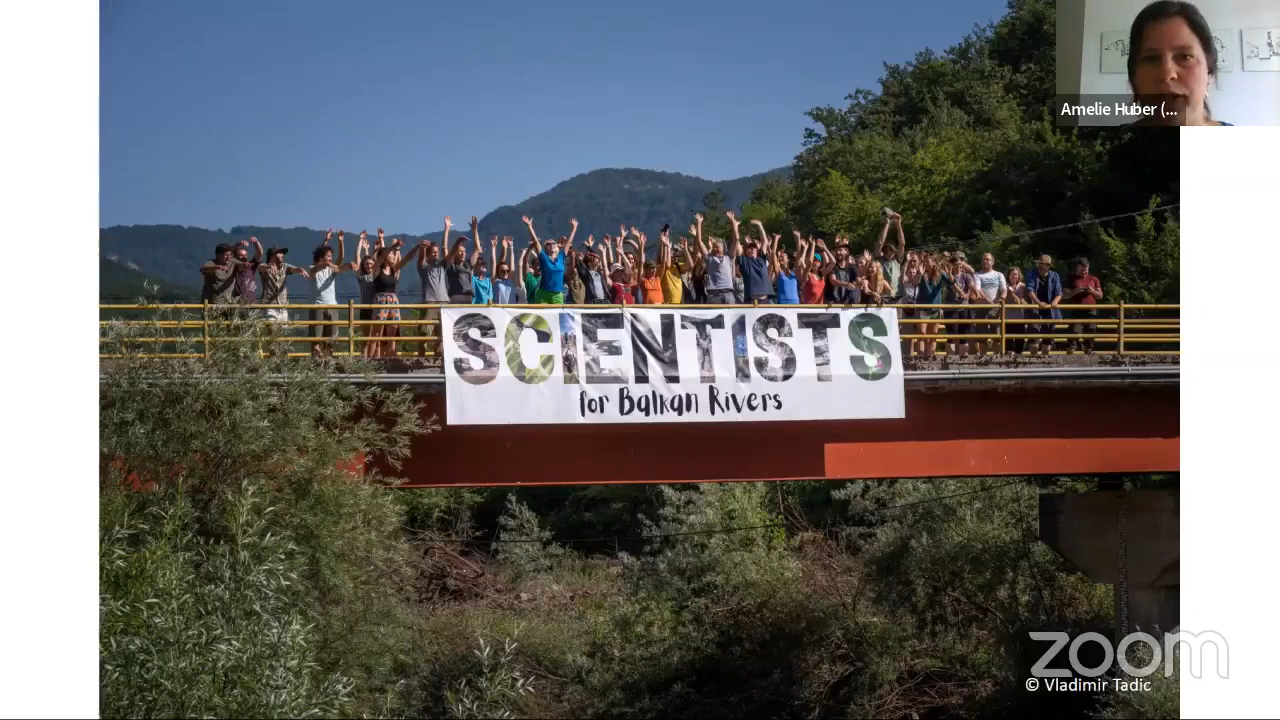 Amelie Huber (...
SCIENTISTS
for Balkan Rivers
zoom
© Vladimir Tadic